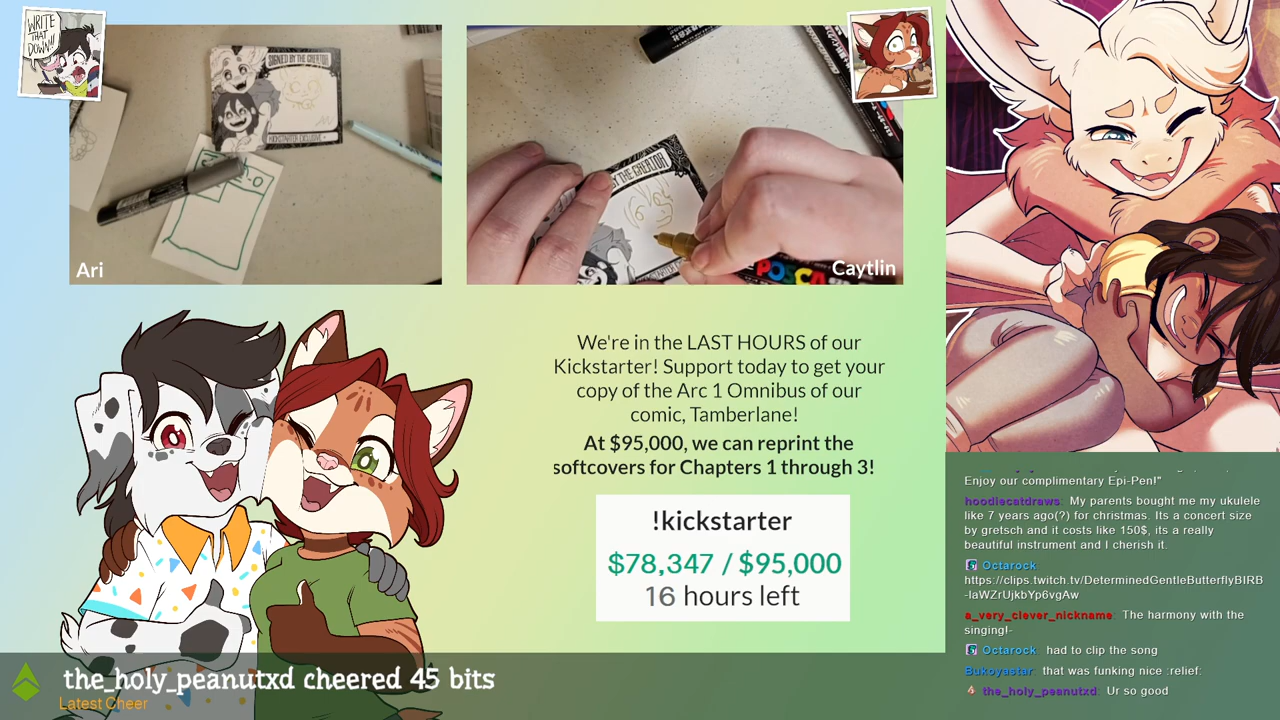 WRITE
THAT
DOWN!!!
SIGNED BY THE CREATOR
KICKSTARTER EXCLUSIVE
Ari
BY THE CREATOR
POSCA
Caytlin
We're in the LAST HOURS of our
Kickstarter! Support today to get your
copy of the Arc 1 Omnibus of our
comic, Tamberlane!
At $95,000, we can reprint the
softcovers for Chapters 1 through 3!
!kickstarter
$78,347 / $95,000
16 hours left
the_holy_peanutxd cheered 45 bits
Latest Cheer
Enjoy our complimentary Epi-Pen!"
hoodiecatdraws: My parents bought me my ukulele
like 7 years ago(?) for christmas. Its a concert size
by gretsch and it costs like 150$, its a really
beautiful instrument and I cherish it.
Octarock:
https://clips.twitch.tv/DeterminedGentleButterflyBIRB
-laWZrUjkbYp6vgAw
a_very_clever_nickname: The harmony with the
singing!-
Octarock: had to clip the song
Bukoyastar: that was funking nice :relief:
the_holy_peanutxd: Ur so good